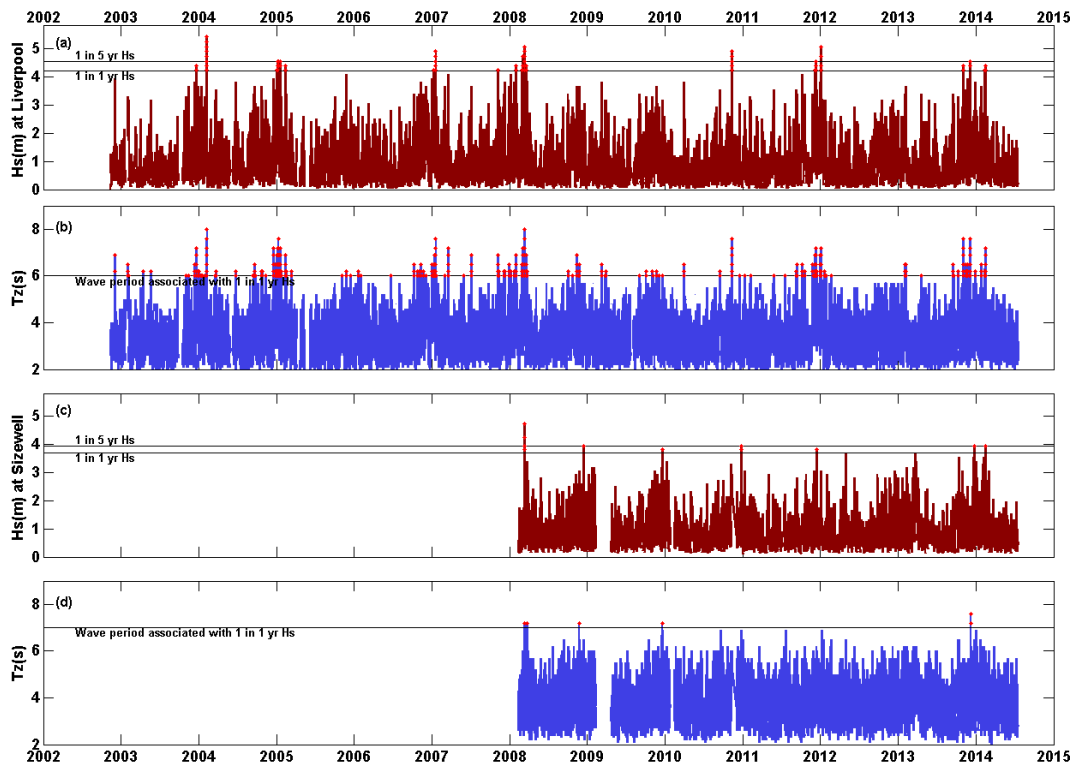 2002 2003 2004 2005 2006 2007 2008 2009 2010 2011 2012 2013 2014 2015
(a)
5
1 in 5 yr Hs
1 in 1 yr Hs
4
3
2
1
0
Hs(m) at Liverpool
(b)
8
6
Wave period associated with 1 in 1 yr Hs
4
2
Tz(s)
(c)
5
1 in 5 yr Hs
4
1 in 1 yr Hs
3
2
1
0
Hs(m) at Sizewell
(d)
8
Wave period associated with 1 in 1 yr Hs
6
4
2
Tz(s)
2002 2003 2004 2005 2006 2007 2008 2009 2010 2011 2012 2013 2014 2015